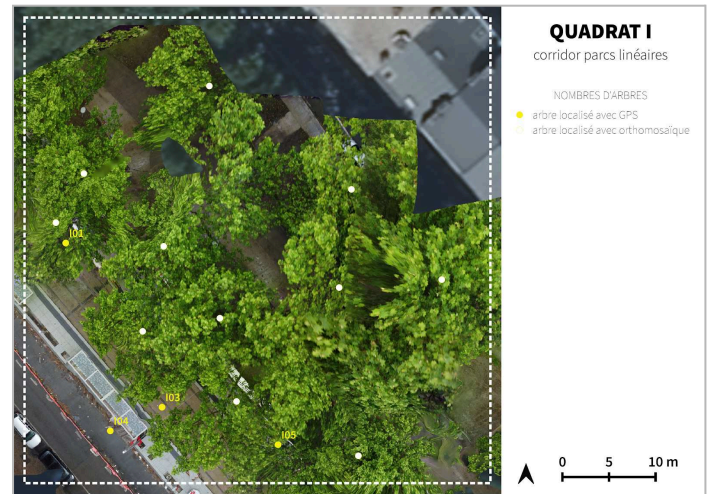 QUADRAT I
corridor parcs linéaires
NOMBRES D'ARBRES
arbre localisé avec GPS
arbre localisé avec orthomosaïque
I01
I03
I04
I05
0 5 10 m